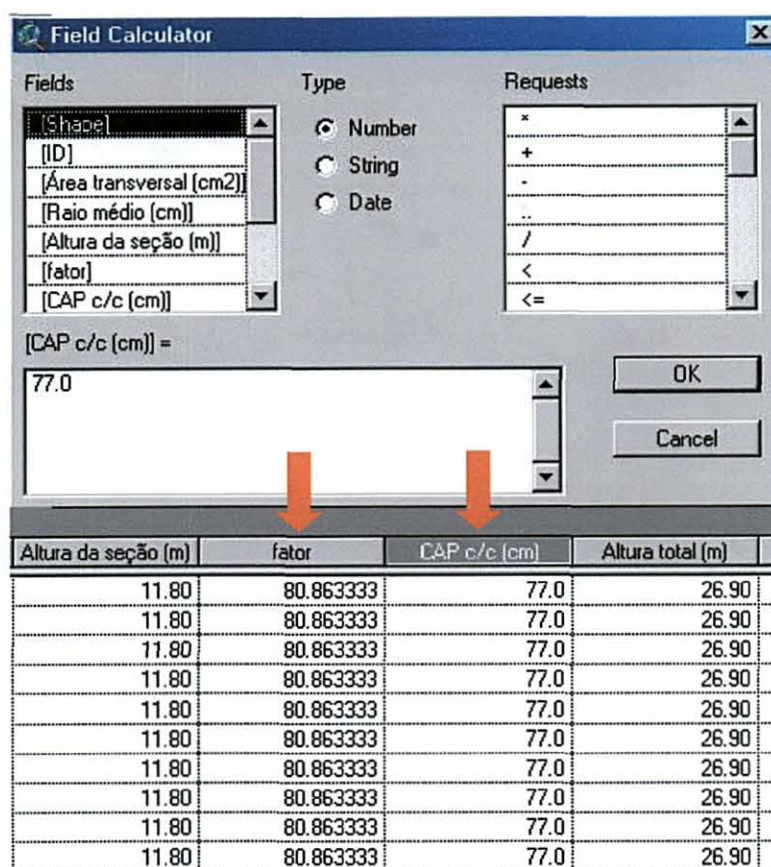 Field Calculator
Fields Type Requests
[Shape]
[ID]
[Área transversal (cm2)]
[Raio médio (cm)]
[Altura da seção (m)]
[fator]
[CAP c/c (cm)]
Number
String
Date
*
+
-
..
/
<
<=
[CAP c/c (cm)] =
77.0
OK
Cancel
Altura da seção (m) fator CAP c/c (cm) Altura total (m)
11.80 80.863333 77.0 26.90
11.80 80.863333 77.0 26.90
11.80 80.863333 77.0 26.90
11.80 80.863333 77.0 26.90
11.80 80.863333 77.0 26.90
11.80 80.863333 77.0 26.90
11.80 80.863333 77.0 26.90
11.80 80.863333 77.0 26.90
11.80 80.863333 77.0 26.90
11.80 80.863333 77.0 26.90